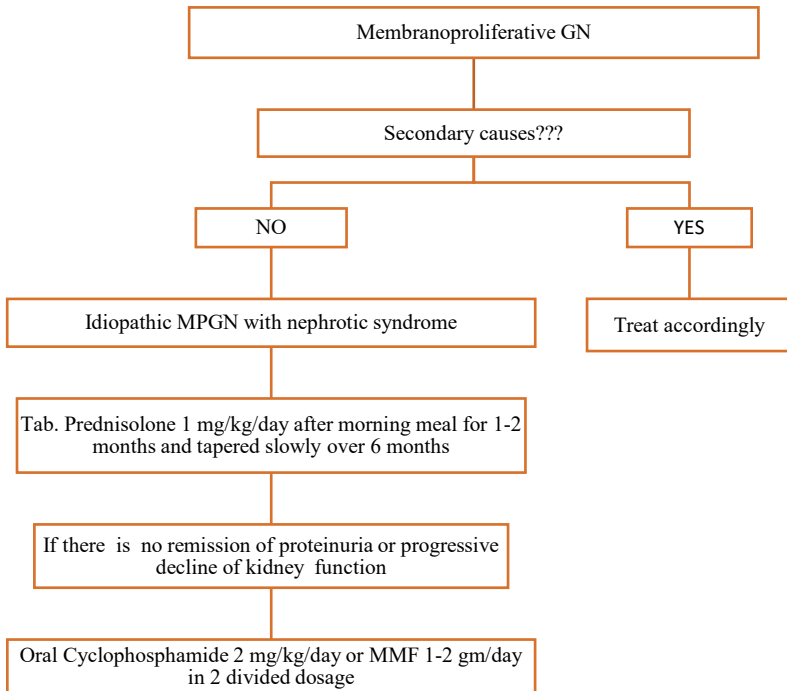 Membranoproliferative GN
Secondary causes???
NO
YES
Idiopathic MPGN with nephrotic syndrome
Treat accordingly
Tab. Prednisolone 1 mg/kg/day after morning meal for 1-2
months and tapered slowly over 6 months
If there is no remission of proteinuria or progressive
decline of kidney function
Oral Cyclophosphamide 2 mg/kg/day or MMF 1-2 gm/day
in 2 divided dosage